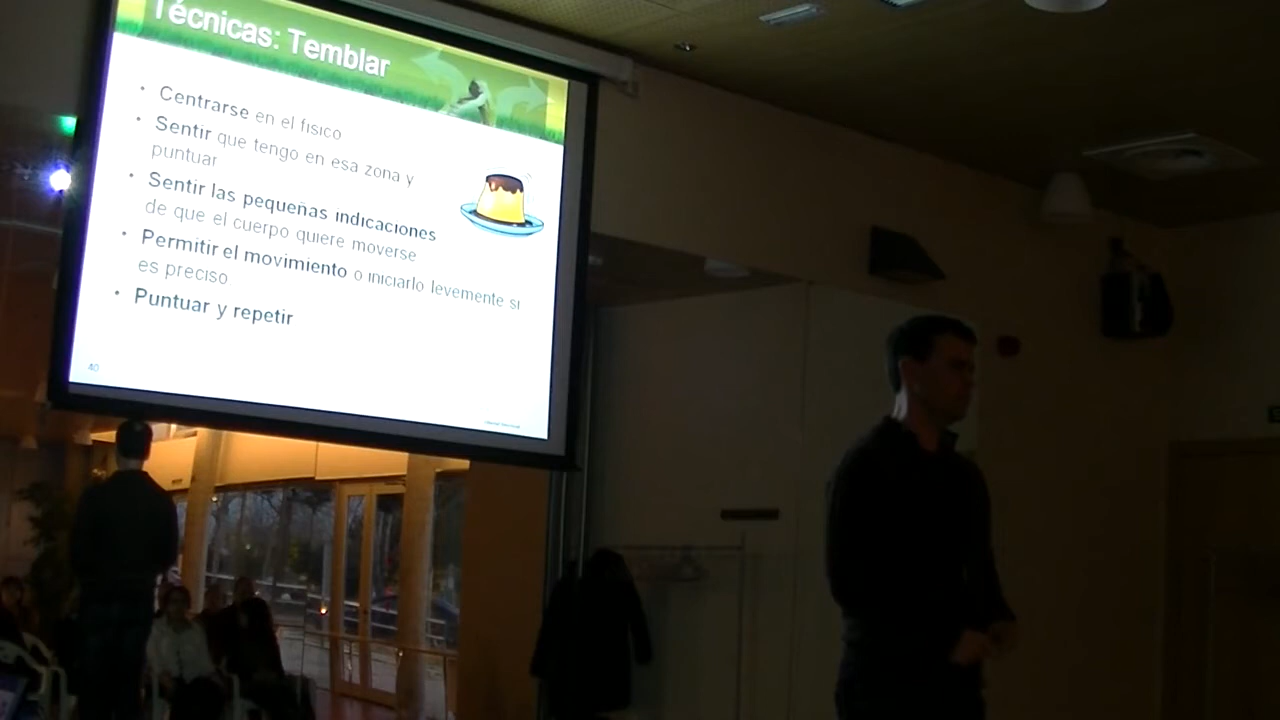 Técnicas: Temblar
• Centrarse en el físico
• Sentir que tengo en esa zona y
puntuar
• Sentir las pequeñas indicaciones
de que el cuerpo quiere moverse
• Permitir el movimiento o iniciarlo levemente si
es preciso
• Puntuar y repetir
40